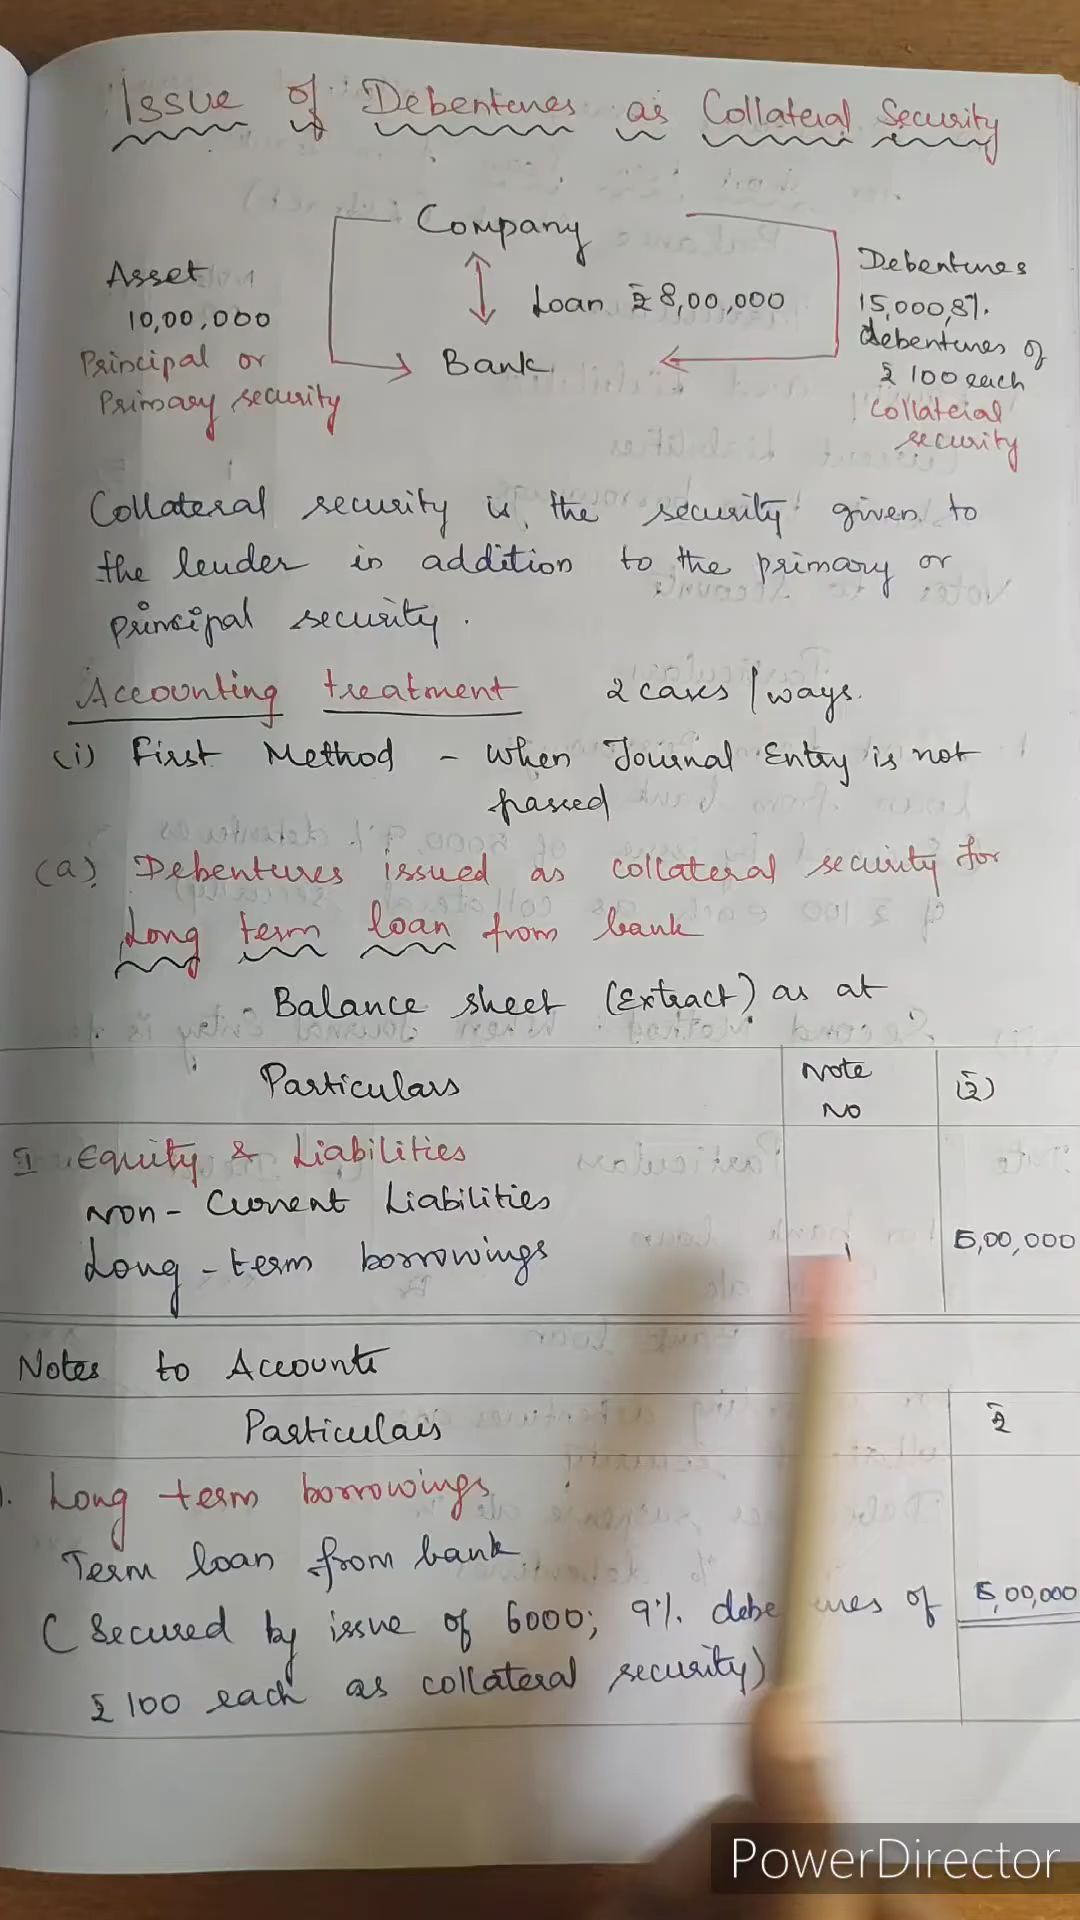 Issue of Debentures as Collateral Security
Company
Asset
10,00,000
Principal or
Primary security
Loan ₹ 8,00,000
Bank
Debentures
15,000, 8%
debentures of
₹ 100 each
Collateral
security
Collateral security is the security given to
the lender in addition to the primary or
principal security.
Accounting treatment 2 cases / ways.
(i) First Method - When Journal Entry is not
passed
(a). Debentures issued as collateral security for
Long term loan from bank
Balance sheet (Extract) as at
Particulars Note No (₹)
I Equity & Liabilities
Non-Current Liabilities
Long-term borrowings 1 5,00,000
Notes to Accounts
Particulars ₹
1. Long term borrowings
Term loan from bank
(Secured by issue of 6000; 9% debe ures of 5,00,000
₹ 100 each as collateral security)
PowerDirector